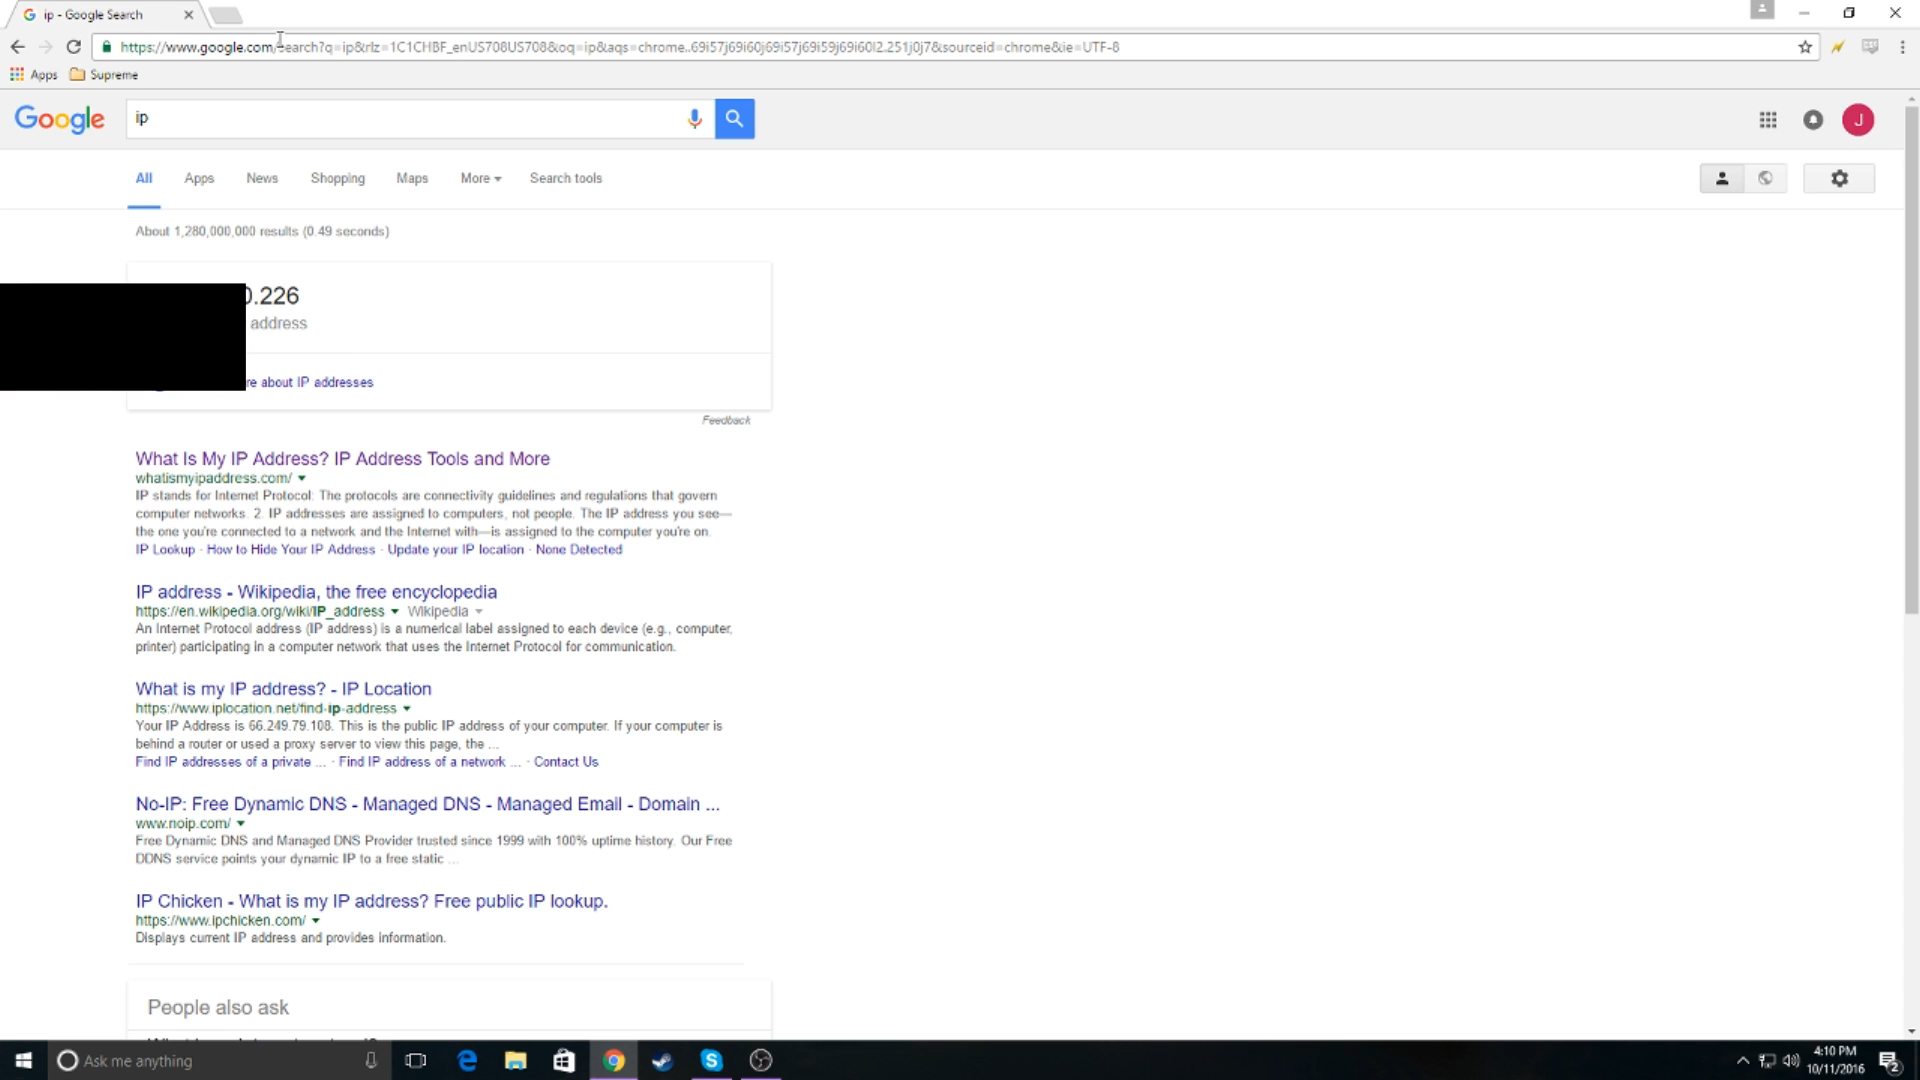 ip - Google Search
https://www.google.com/search?q=ip&rlz=1C1CHBF_enUS708US708&oq=ip&aqs=chrome..69i57j69i60j69i57j69i59j69i60l2.251j0j7&sourceid=chrome&ie=UTF-8
Apps Supreme
Google ip
J
All Apps News Shopping Maps More Search tools
About 1,280,000,000 results (0.49 seconds)
.226
address
about IP addresses
Feedback
What Is My IP Address? IP Address Tools and More
whatismyipaddress.com/
IP stands for Internet Protocol: The protocols are connectivity guidelines and regulations that govern
computer networks. 2. IP addresses are assigned to computers, not people. The IP address you see—
the one you're connected to a network and the Internet with—is assigned to the computer you're on.
IP Lookup · How to Hide Your IP Address · Update your IP location · None Detected
IP address - Wikipedia, the free encyclopedia
https://en.wikipedia.org/wiki/IP_address Wikipedia
An Internet Protocol address (IP address) is a numerical label assigned to each device (e.g., computer,
printer) participating in a computer network that uses the Internet Protocol for communication.
What is my IP address? - IP Location
https://www.iplocation.net/find-ip-address
Your IP Address is 66.249.79.108. This is the public IP address of your computer. If your computer is
behind a router or used a proxy server to view this page, the ...
Find IP addresses of a private ... · Find IP address of a network ... · Contact Us
No-IP: Free Dynamic DNS - Managed DNS - Managed Email - Domain ...
www.noip.com/
Free Dynamic DNS and Managed DNS Provider trusted since 1999 with 100% uptime history. Our Free
DDNS service points your dynamic IP to a free static ...
IP Chicken - What is my IP address? Free public IP lookup.
https://www.ipchicken.com/
Displays current IP address and provides information.
People also ask
Ask me anything
4:10 PM
10/11/2016
2